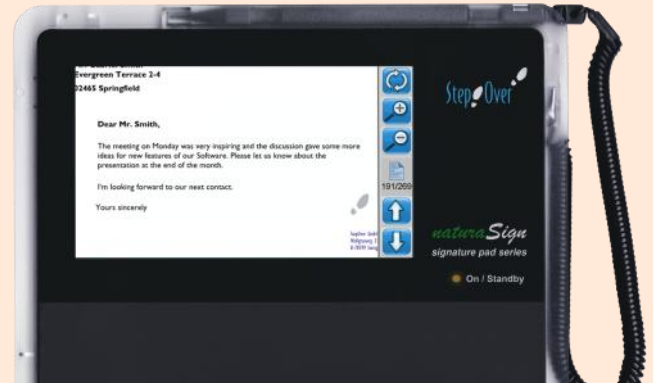 Evergreen Terrace 2-4
02465 Springfield
Dear Mr. Smith,
The meeting on Monday was very inspiring and the discussion gave some more
ideas for new features of our Software. Please let us know about the
presentation at the end of the month.
I'm looking forward to our next contact.
Yours sincerely
191/269
StepOver
naturaSign
signature pad series
On / Standby